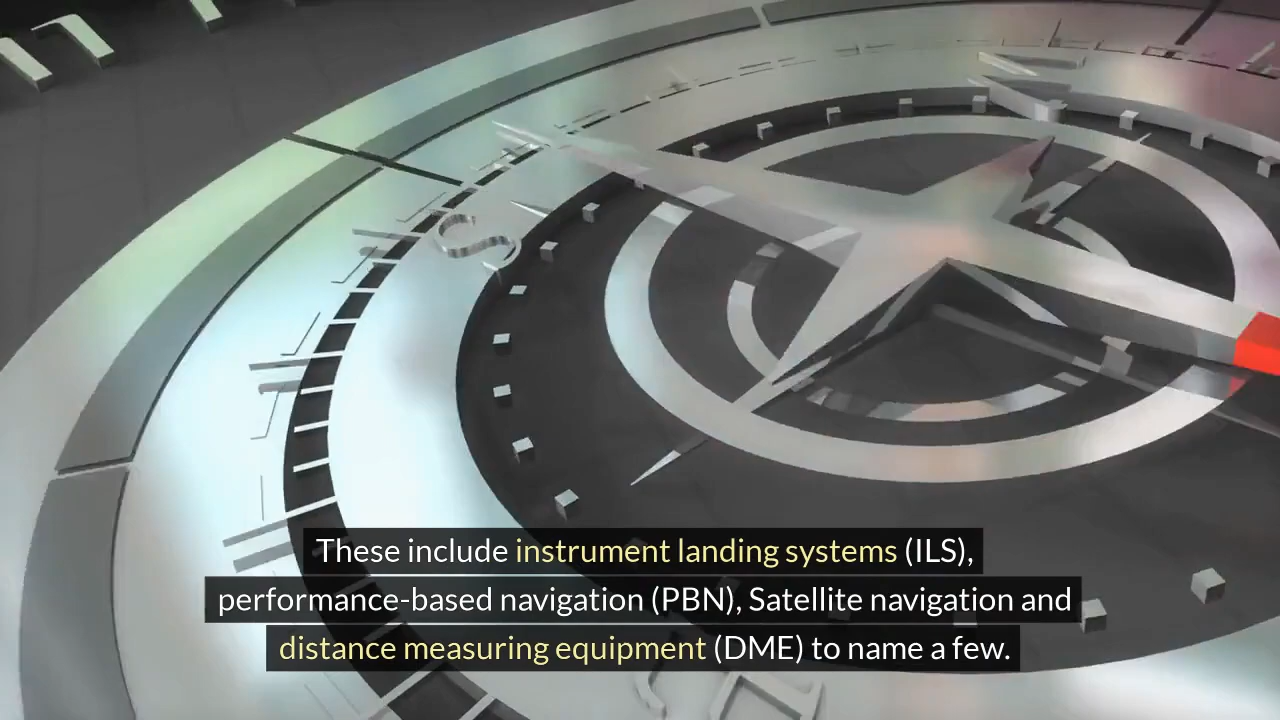 S
These include instrument landing systems (ILS),
performance-based navigation (PBN), Satellite navigation and
distance measuring equipment (DME) to name a few.